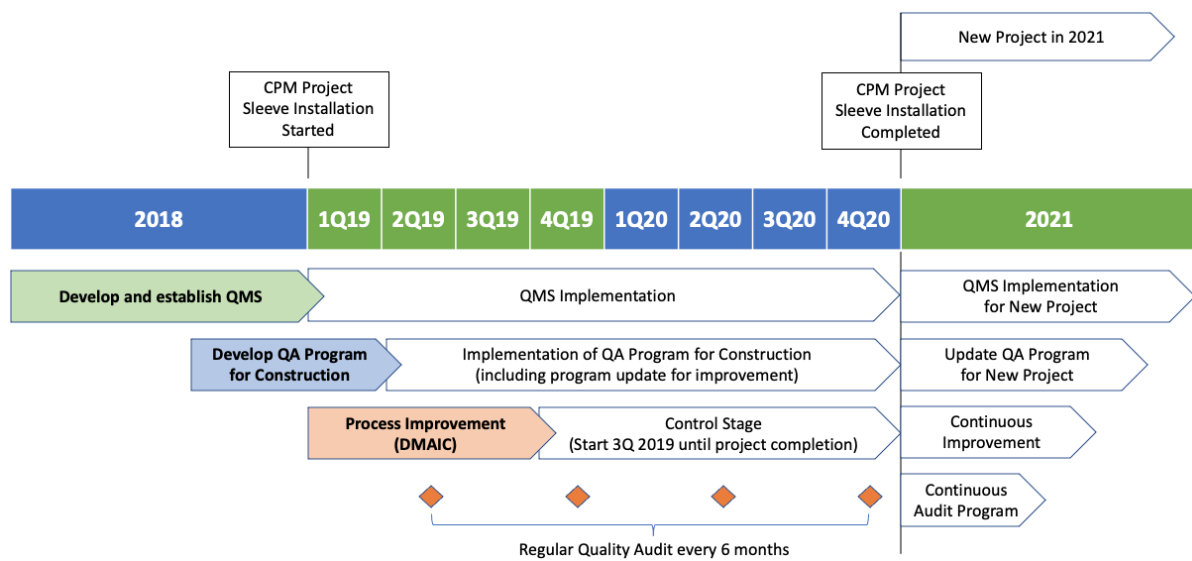 New Project in 2021
CPM Project
Sleeve Installation
Started
CPM Project
Sleeve Installation
Completed
2018
1Q19
2Q19
3Q19
4Q19
1Q20
2Q20
3Q20
4Q20
2021
Develop and establish QMS
QMS Implementation
QMS Implementation
for New Project
Develop QA Program
for Construction
Implementation of QA Program for Construction
(including program update for improvement)
Update QA Program
for New Project
Process Improvement
(DMAIC)
Control Stage
(Start 3Q 2019 until project completion)
Continuous
Improvement
Continuous
Audit Program
Regular Quality Audit every 6 months